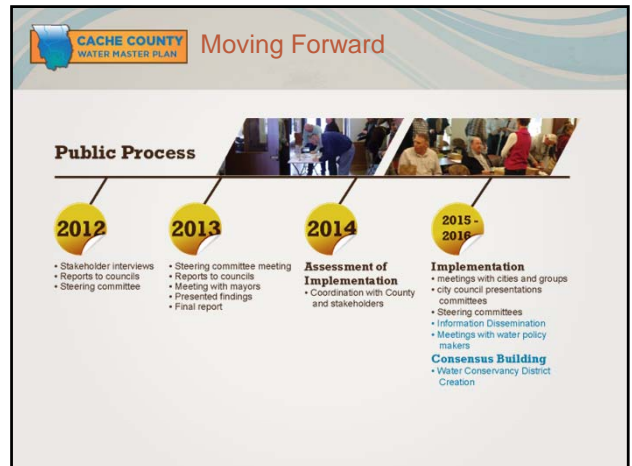 CACHE COUNTY
WATER MASTER PLAN
Moving Forward
Public Process
2012
• Stakeholder interviews
• Reports to councils
• Steering committee
2013
• Steering committee meeting
• Reports to councils
• Meeting with mayors
• Presented findings
• Final report
2014
Assessment of
Implementation
• Coordination with County
and stakeholders
2015 -
2016
Implementation
• meetings with cities and groups
• city council presentations
committees
• Steering committees
• Information Dissemination
• Meetings with water policy
makers
Consensus Building
• Water Conservancy District
Creation